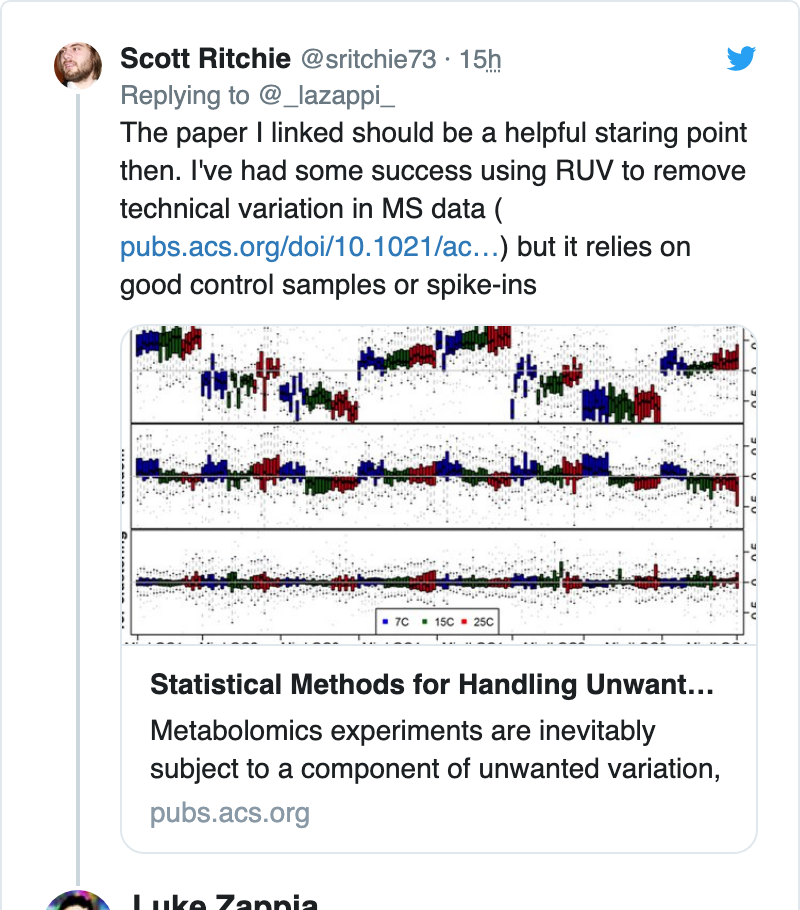 Scott Ritchie @sritchie73 · 15h
Replying to @_lazappi_
The paper I linked should be a helpful staring point
then. I've had some success using RUV to remove
technical variation in MS data (
pubs.acs.org/doi/10.1021/ac…) but it relies on
good control samples or spike-ins
7C 15C 25C
Statistical Methods for Handling Unwant…
Metabolomics experiments are inevitably
subject to a component of unwanted variation,
pubs.acs.org
Luke Zappia